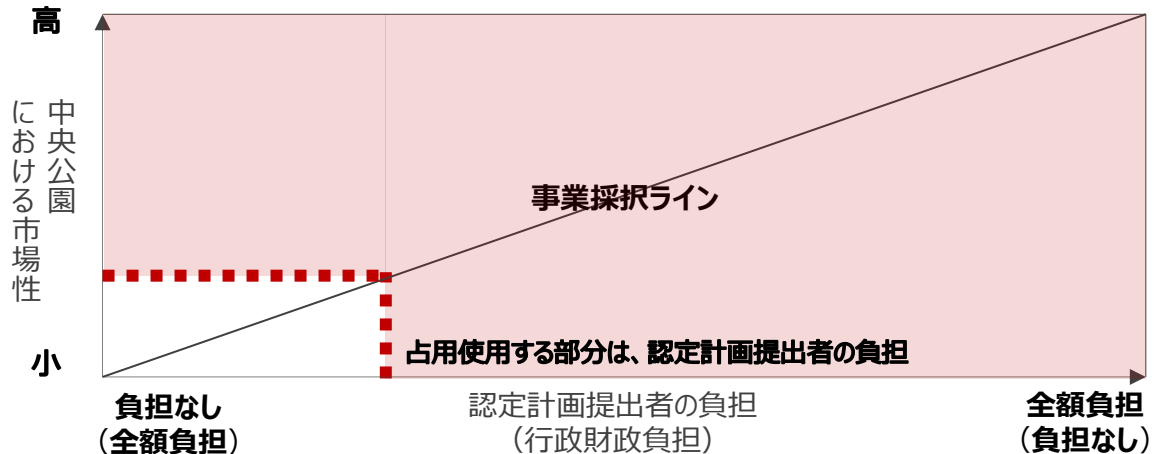 高
中央公園
における市場性
事業採択ライン
小
占用使用する部分は、認定計画提出者の負担
負担なし
（全額負担）
認定計画提出者の負担
（行政財政負担）
全額負担
（負担なし）